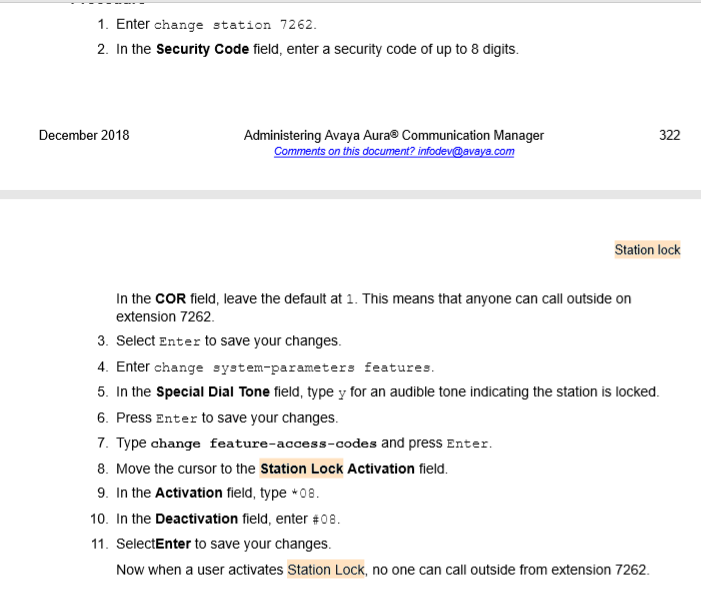 1. Enter change station 7262.
2. In the Security Code field, enter a security code of up to 8 digits.
December 2018 Administering Avaya Aura® Communication Manager 322
Comments on this document? infodev@avaya.com
Station lock
In the COR field, leave the default at 1. This means that anyone can call outside on
extension 7262.
3. Select Enter to save your changes.
4. Enter change system-parameters features.
5. In the Special Dial Tone field, type y for an audible tone indicating the station is locked.
6. Press Enter to save your changes.
7. Type change feature-access-codes and press Enter.
8. Move the cursor to the Station Lock Activation field.
9. In the Activation field, type *08.
10. In the Deactivation field, enter #08.
11. SelectEnter to save your changes.
Now when a user activates Station Lock, no one can call outside from extension 7262.